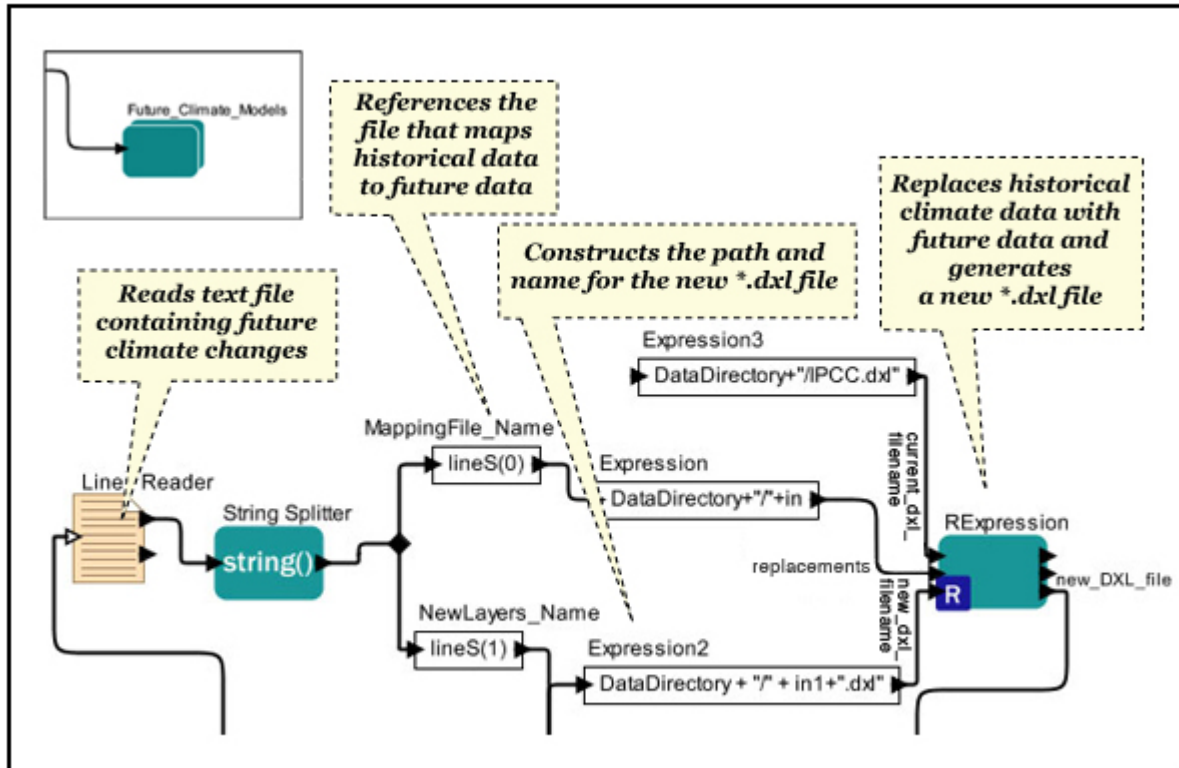 Future_Climate_Models
References the
file that maps
historical data
to future data
Replaces historical
climate data with
future data and
generates
a new *.dxl file
Constructs the path and
name for the new *.dxl file
Reads text file
containing future
climate changes
Expression3
DataDirectory+"/IPCC.dxl"
MappingFile_Name
lineS(0)
Expression
DataDirectory+"/"+in
current_dxl_
filename
Line Reader
String Splitter
string()
RExpression
R
replacements
new_dxl_
filename
new_DXL_file
NewLayers_Name
lineS(1)
Expression2
DataDirectory + "/" + in1+".dxl"